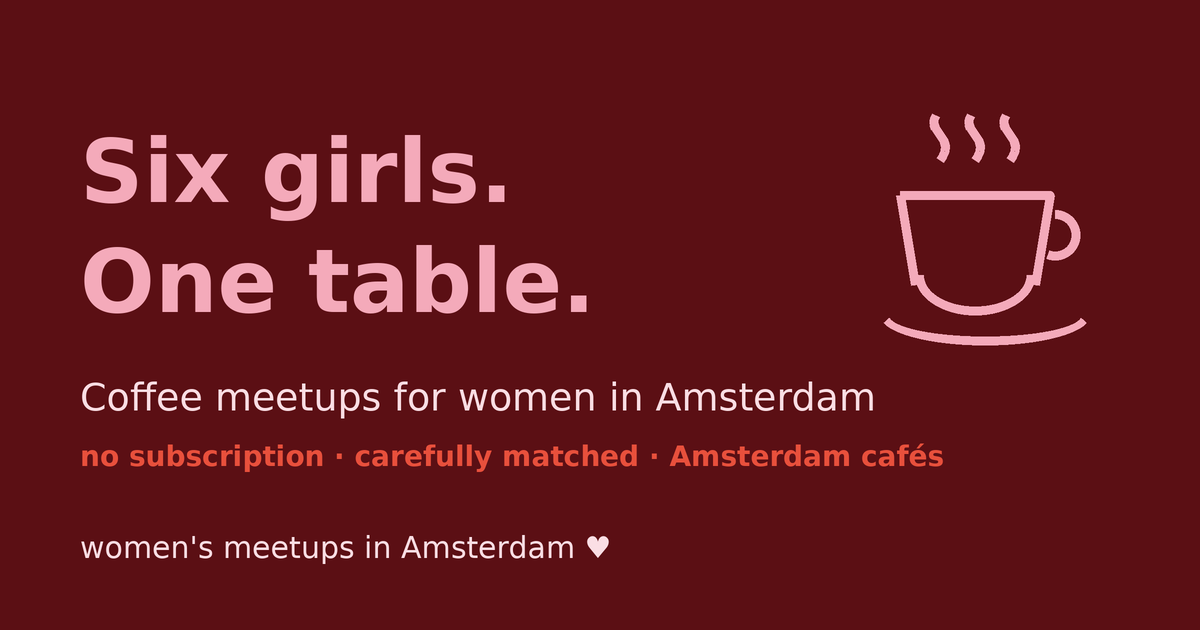 Six girls.
One table.
Coffee meetups for women in Amsterdam
no subscription · carefully matched · Amsterdam cafés
women's meetups in Amsterdam ♥